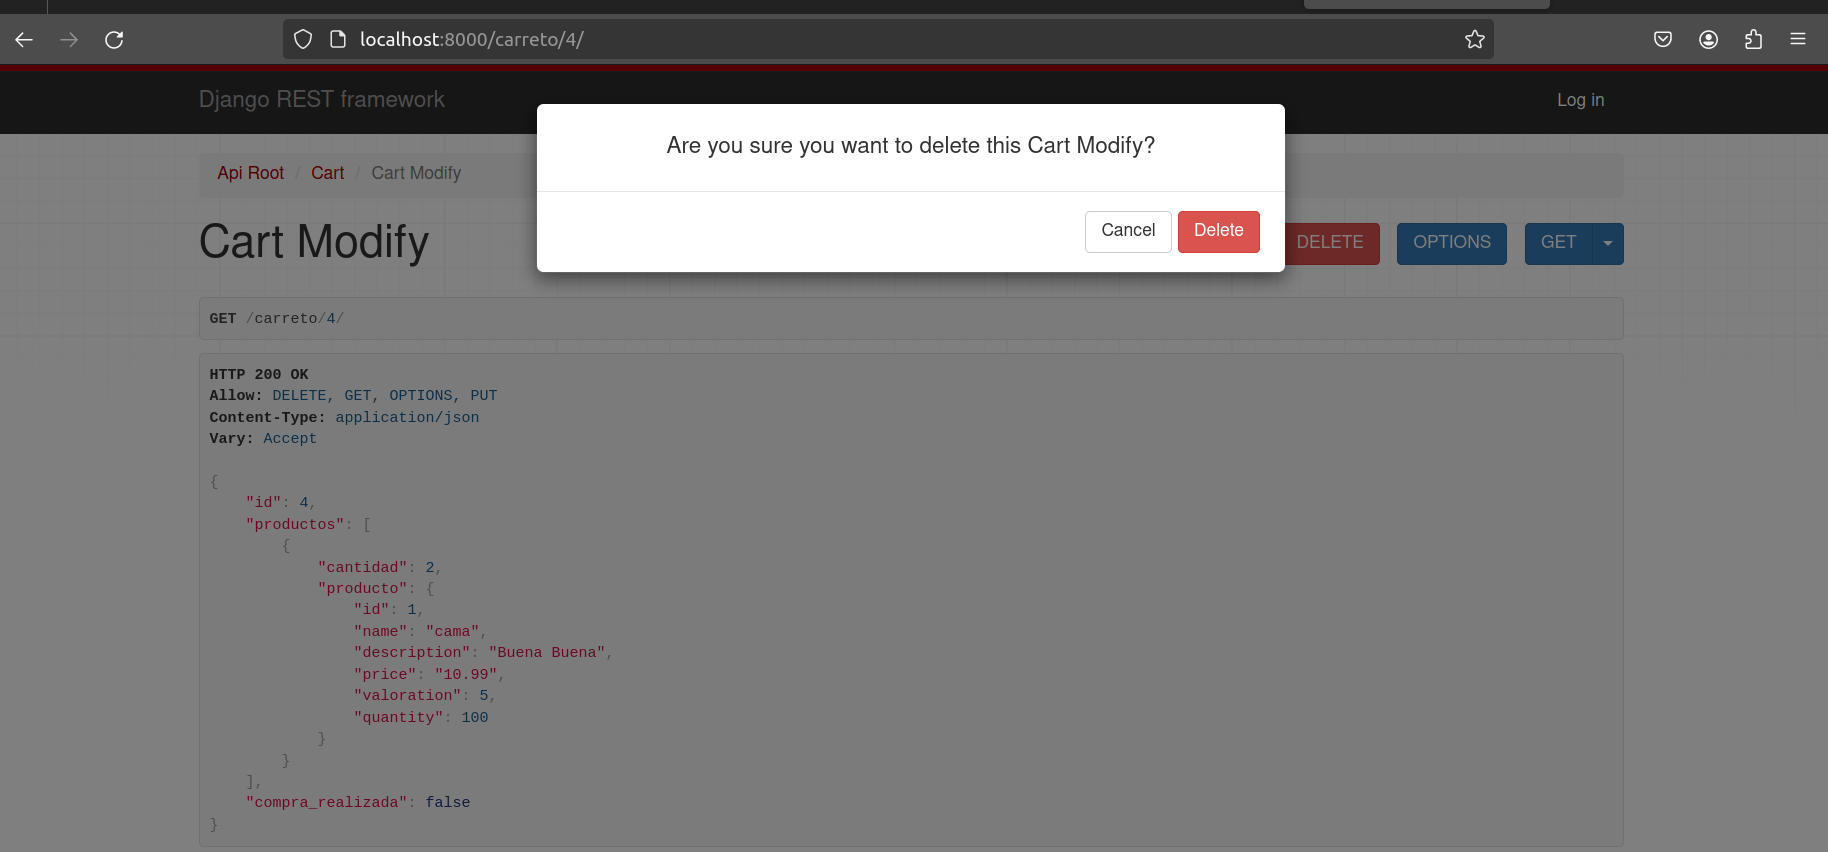 localhost:8000/carreto/4/
Django REST framework
Log in
Are you sure you want to delete this Cart Modify?
Cancel
Delete
Api Root / Cart / Cart Modify
Cart Modify
DELETE
OPTIONS
GET
GET /carreto/4/
HTTP 200 OK
Allow: DELETE, GET, OPTIONS, PUT
Content-Type: application/json
Vary: Accept
{
"id": 4,
"productos": [
{
"cantidad": 2,
"producto": {
"id": 1,
"name": "cama",
"description": "Buena Buena",
"price": "10.99",
"valoration": 5,
"quantity": 100
}
}
],
"compra_realizada": false
}